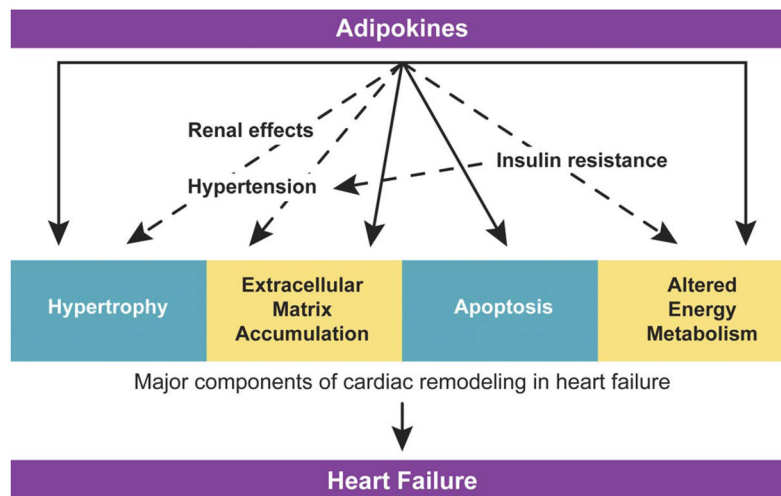 Adipokines
Renal effects
Insulin resistance
Hypertension
Hypertrophy
Extracellular
Matrix
Accumulation
Apoptosis
Altered
Energy
Metabolism
Major components of cardiac remodeling in heart failure
Heart Failure